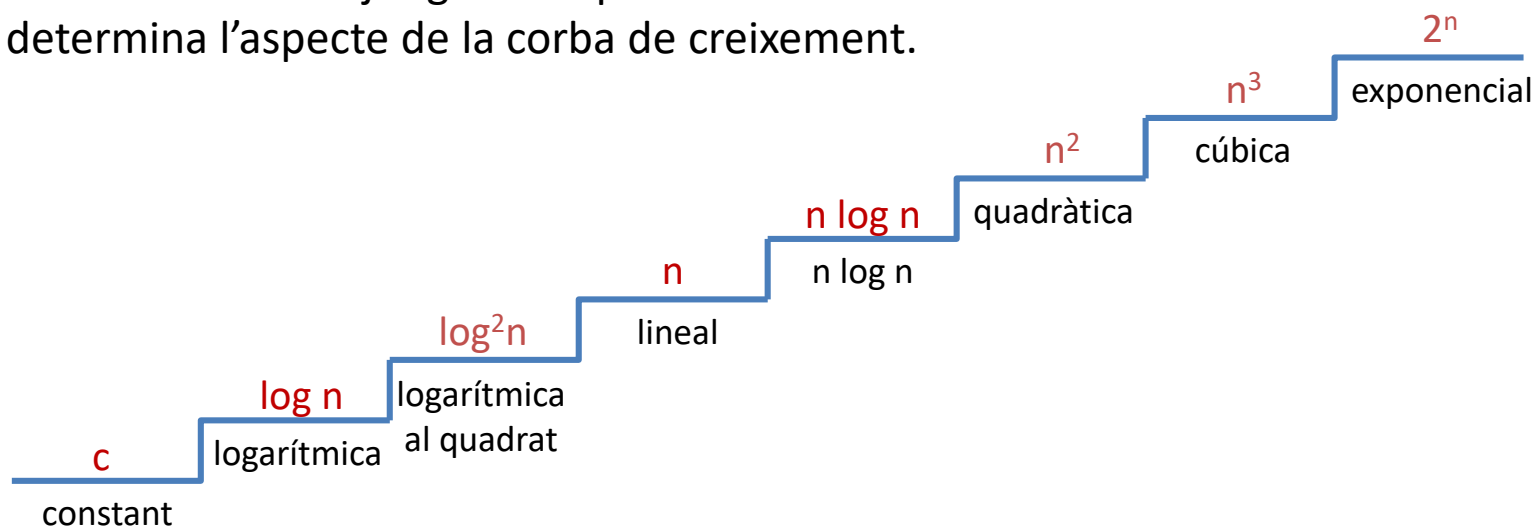 determina l’aspecte de la corba de creixement.
2ⁿ
exponencial
n³
cúbica
n²
quadràtica
n log n
n log n
n
lineal
log²n
logarítmica
al quadrat
log n
logarítmica
c
constant